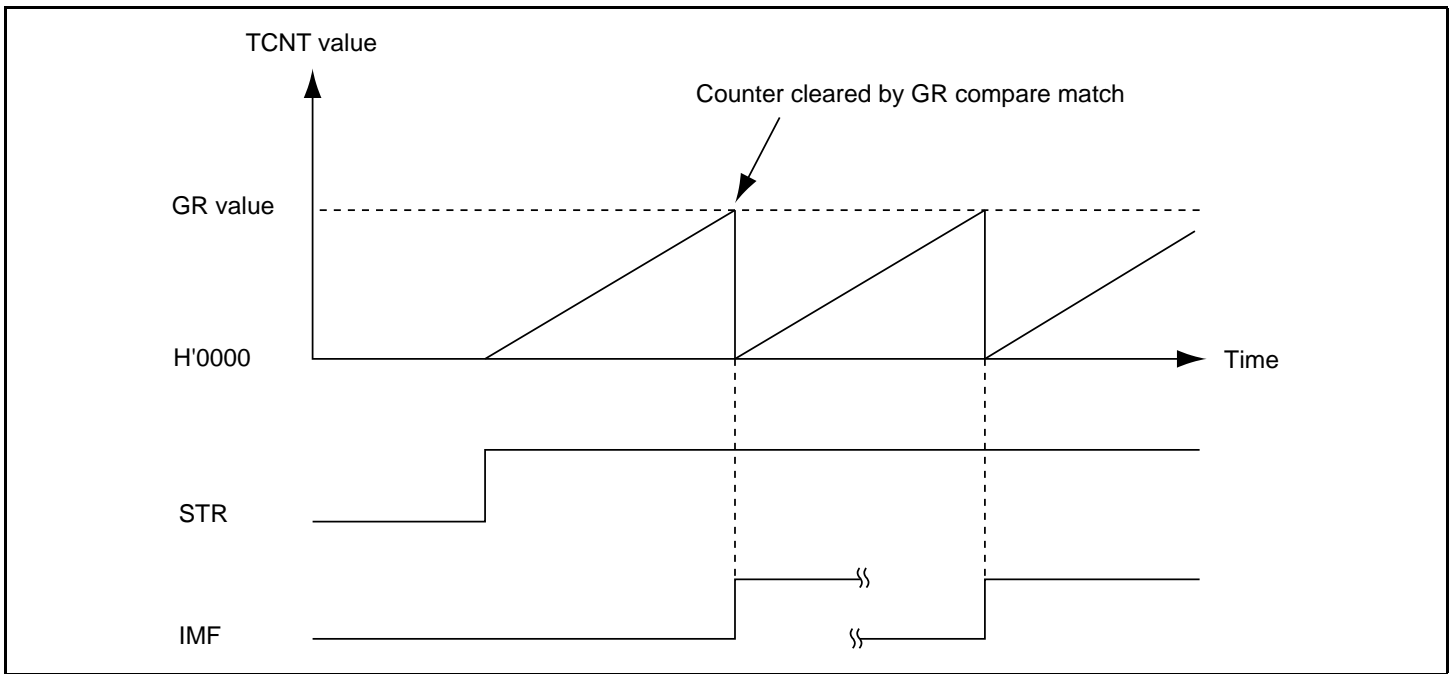 TCNT value
Counter cleared by GR compare match
GR value
H'0000
Time
STR
IMF